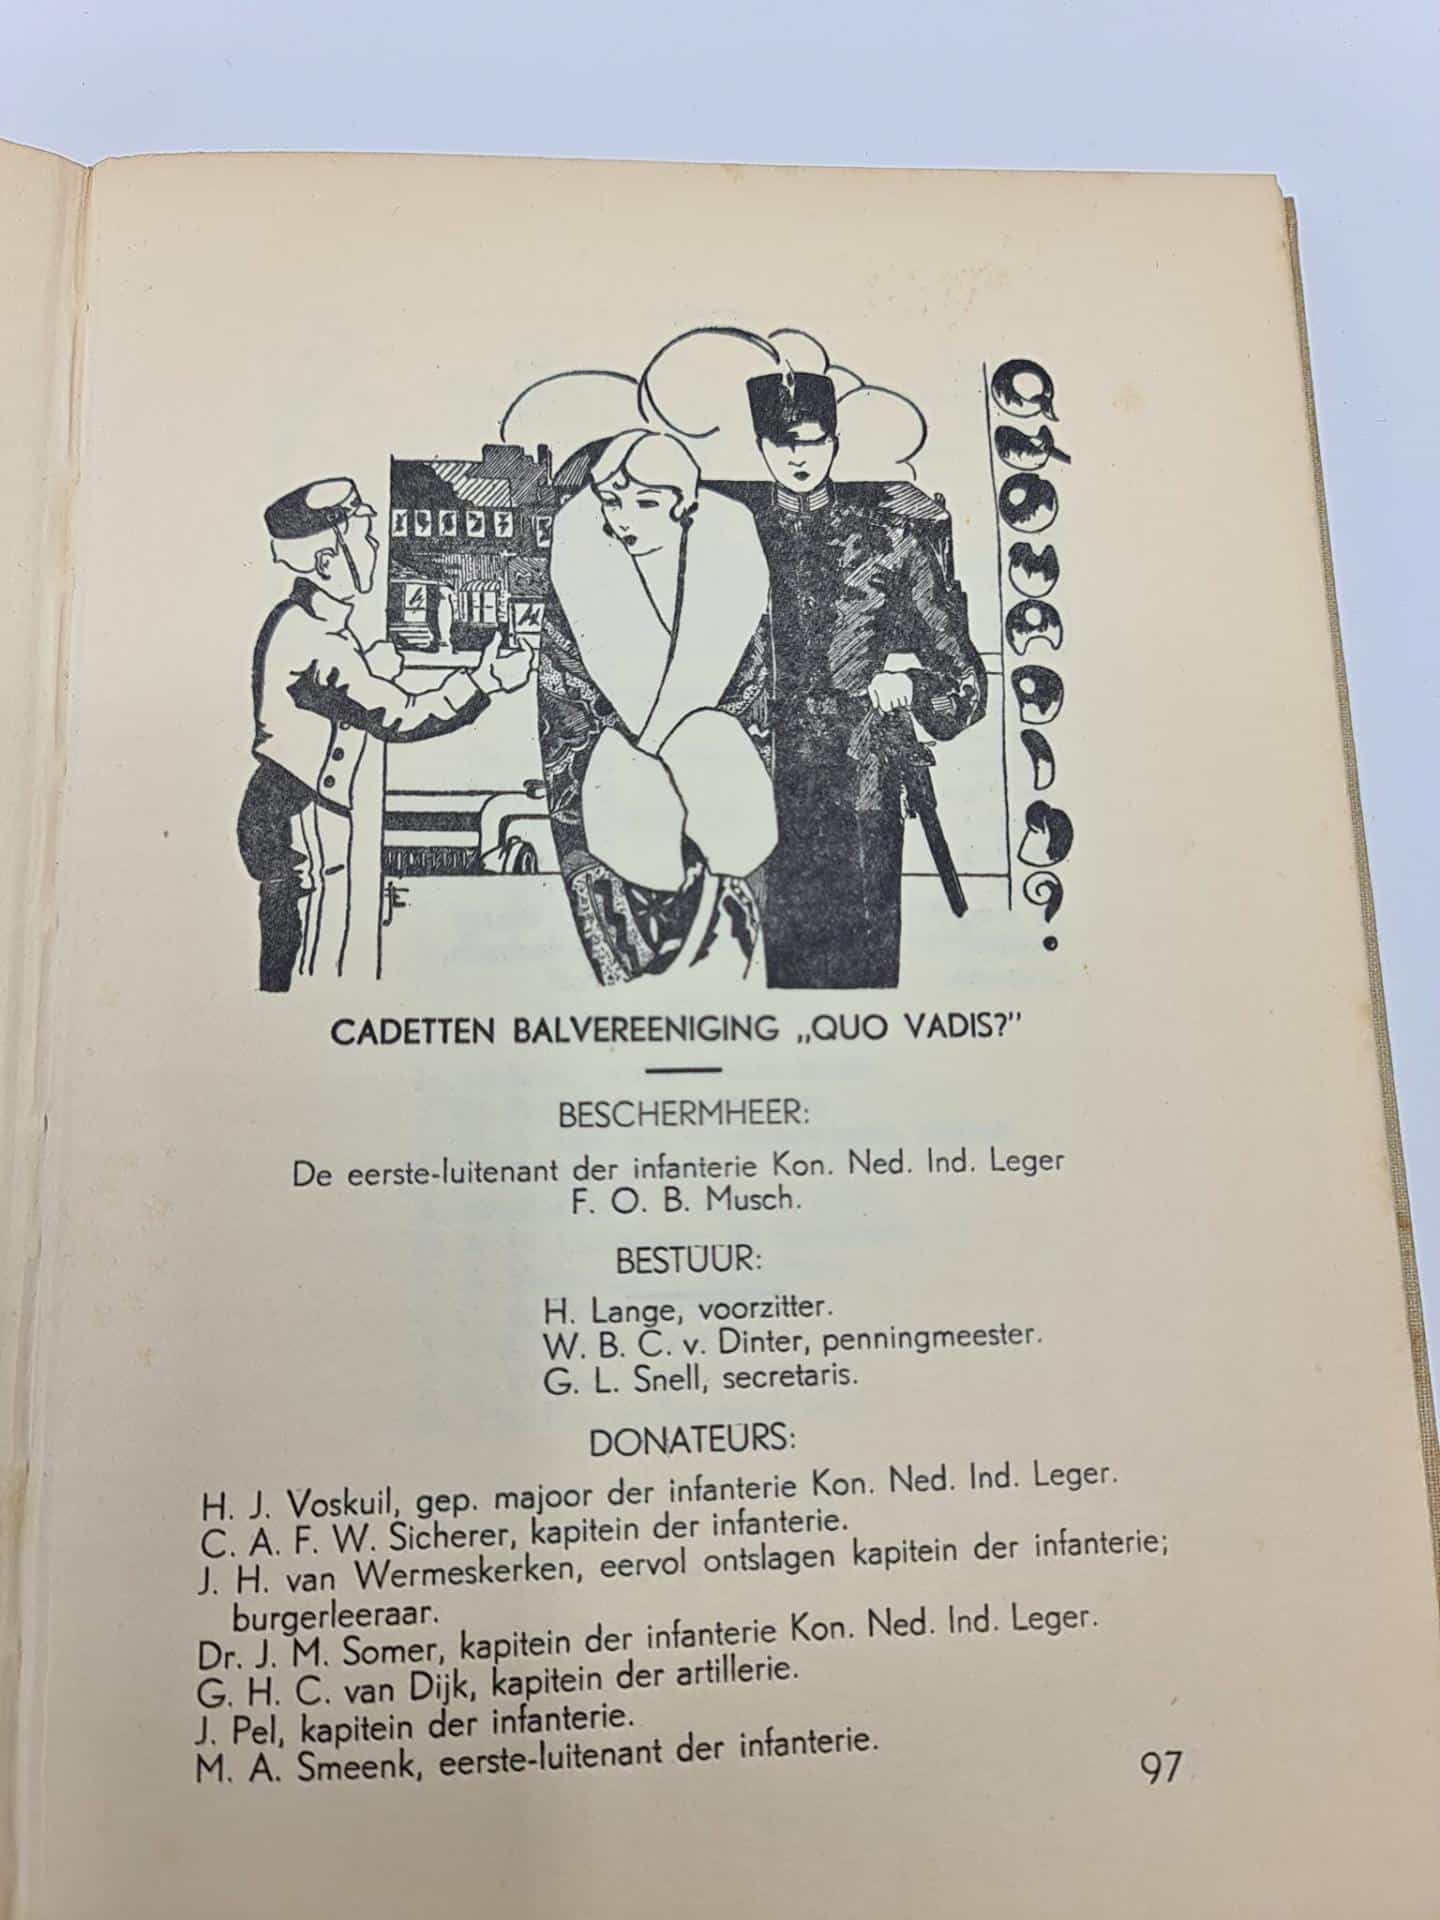 QUO VADIS?
JE
CADETTEN BALVEREENIGING „QUO VADIS?”
BESCHERMHEER:
De eerste-luitenant der infanterie Kon. Ned. Ind. Leger
F. O. B. Musch.
BESTUUR:
H. Lange, voorzitter.
W. B. C. v. Dinter, penningmeester.
G. L. Snell, secretaris.
DONATEURS:
H. J. Voskuil, gep. majoor der infanterie Kon. Ned. Ind. Leger.
C. A. F. W. Sicherer, kapitein der infanterie.
J. H. van Wermeskerken, eervol ontslagen kapitein der infanterie;
burgerleeraar.
Dr. J. M. Somer, kapitein der infanterie Kon. Ned. Ind. Leger.
G. H. C. van Dijk, kapitein der artillerie.
J. Pel, kapitein der infanterie.
M. A. Smeenk, eerste-luitenant der infanterie.
97